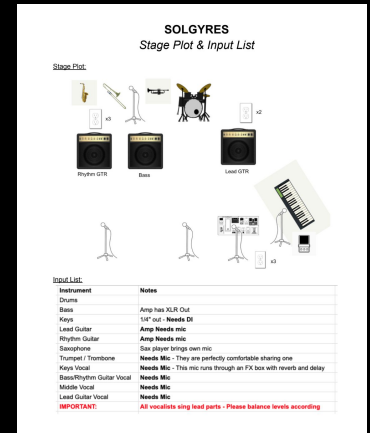 SOLGYRES
Stage Plot & Input List
Stage Plot:
x3
x2
Rhythm GTR
Bass
Lead GTR
x3
Input List:
Instrument Notes
Drums
Bass Amp has XLR Out
Keys 1/4" out - Needs DI
Lead Guitar Amp Needs mic
Rhythm Guitar Amp Needs mic
Saxophone Sax player brings own mic
Trumpet / Trombone Needs Mic - They are perfectly comfortable sharing one
Keys Vocal Needs Mic - This mic runs through an FX box with reverb and delay
Bass/Rhythm Guitar Vocal Needs Mic
Middle Vocal Needs Mic
Lead Guitar Vocal Needs Mic
IMPORTANT: All vocalists sing lead parts - Please balance levels according